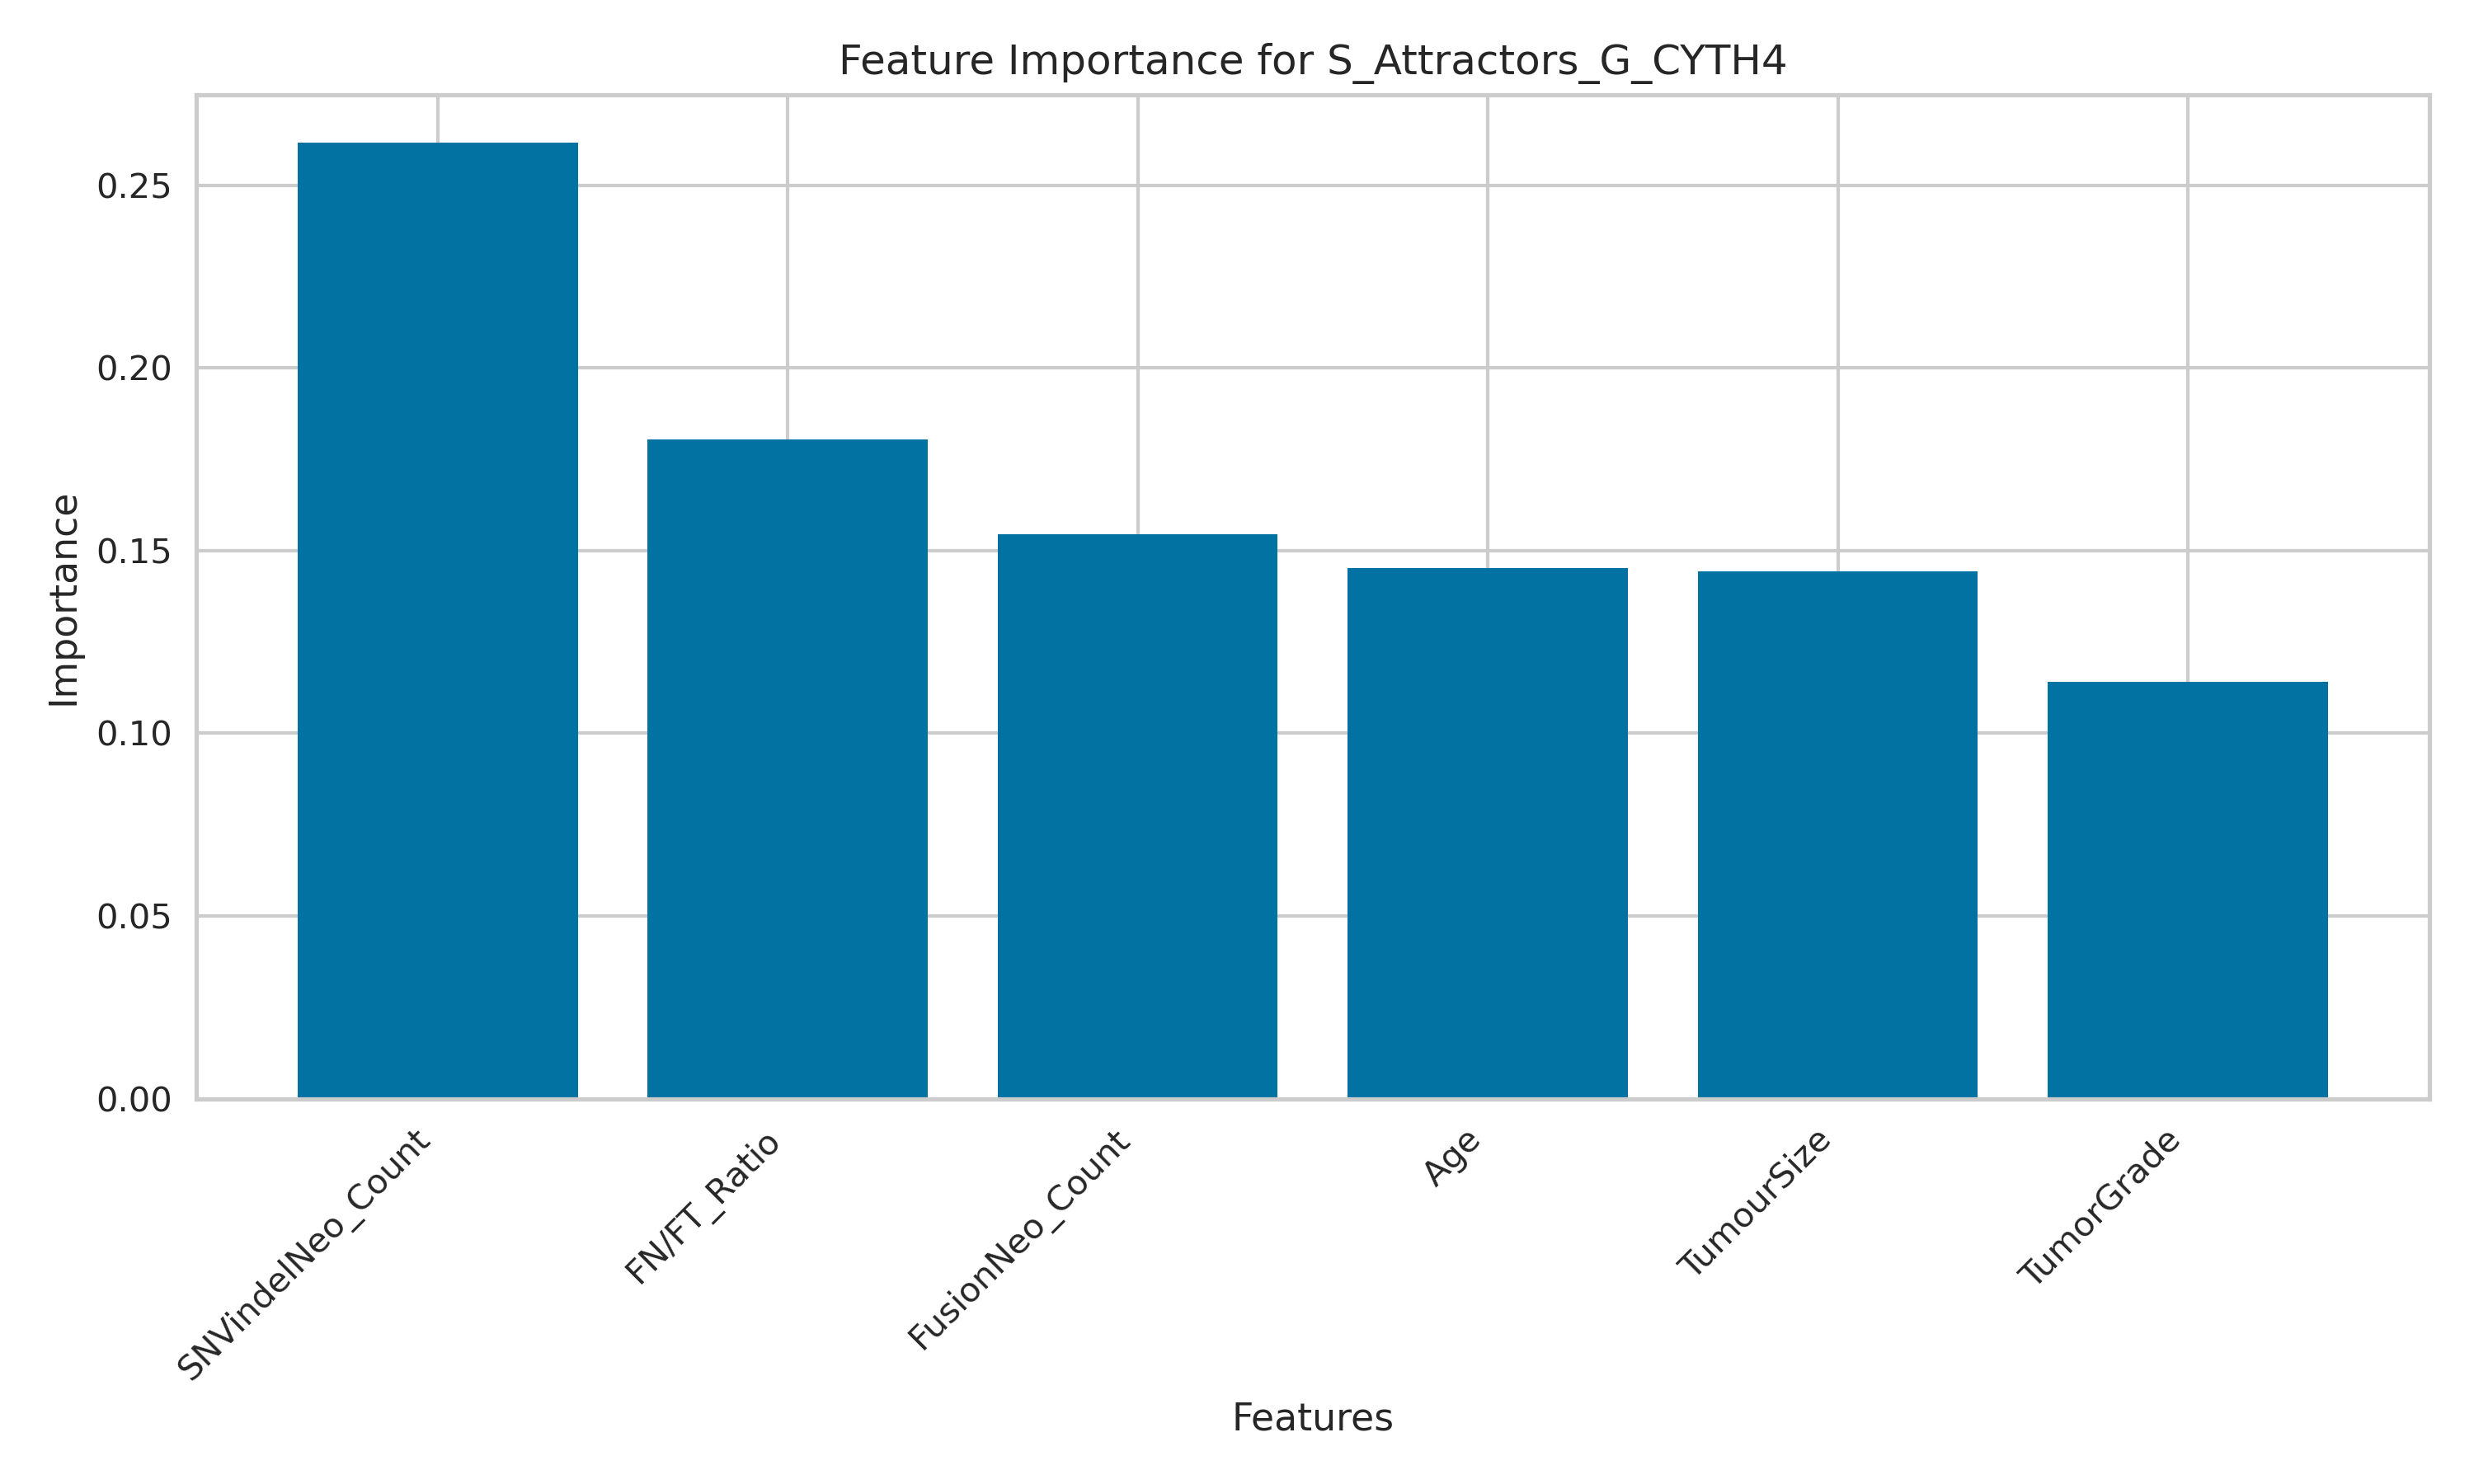 Feature Importance for S_Attractors_G_CYTH4
Importance
0.25
0.20
0.15
0.10
0.05
0.00
SNVindelNeo_Count
FN/FT_Ratio
FusionNeo_Count
Age
TumourSize
TumorGrade
Features